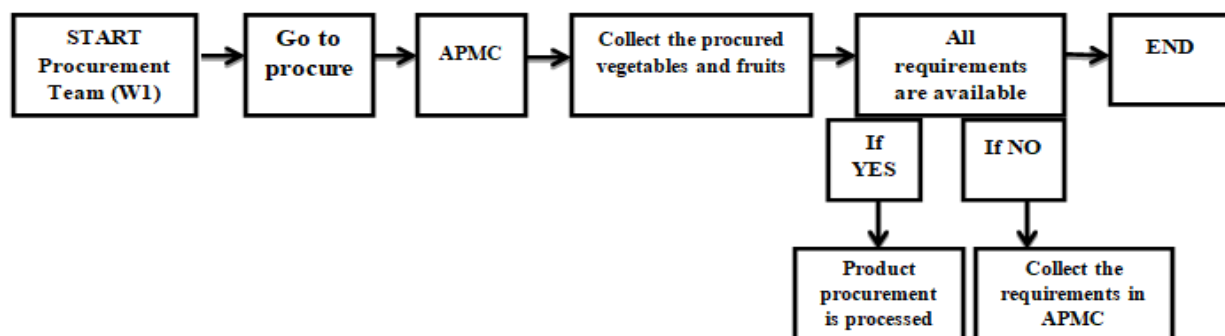 START
Procurement
Team (W1)
Go to
procure
APMC
Collect the procured
vegetables and fruits
All
requirements
are available
END
If
YES
If NO
Product
procurement
is processed
Collect the
requirements in
APMC